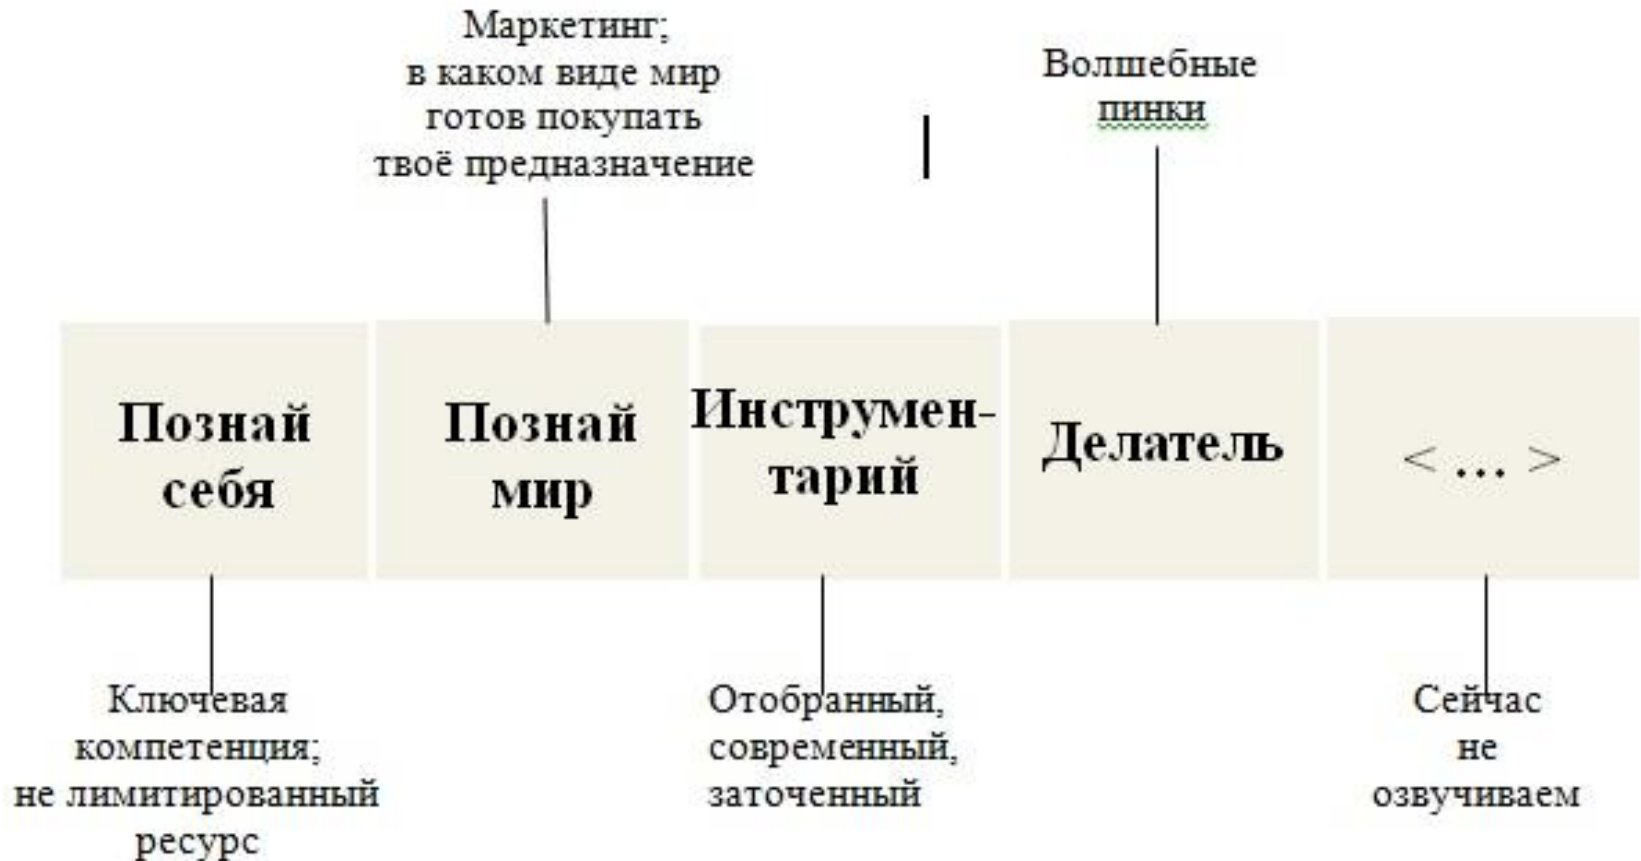 Маркетинг;
в каком виде мир
готов покупать
твоё предназначение
Волшебные
пинки
Познай
себя
Познай
мир
Инструмен-
тарий
Делатель
< ... >
Ключевая
компетенция;
не лимитированный
ресурс
Отобранный,
современный,
заточенный
Сейчас
не
озвучиваем